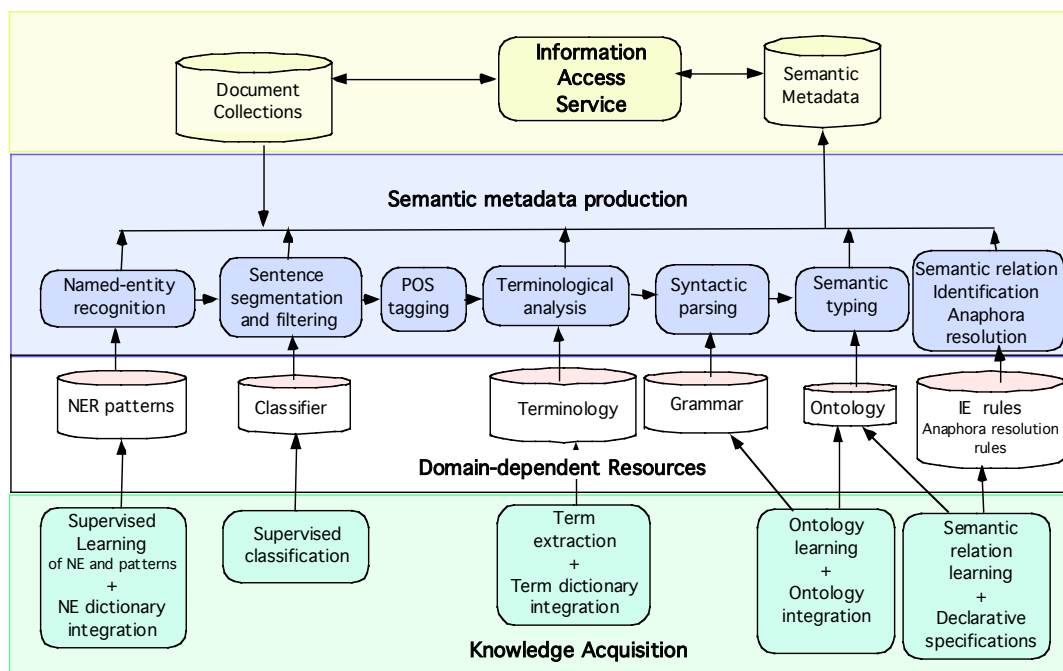 Document
Collections
Information
Access
Service
Semantic
Metadata
Semantic metadata production
Named-entity
recognition
Sentence
segmentation
and filtering
POS
tagging
Terminological
analysis
Syntactic
parsing
Semantic
typing
Semantic relation
Identification
Anaphora
resolution
NER patterns
Classifier
Terminology
Grammar
Ontology
IE rules
Anaphora resolution
rules
Domain-dependent Resources
Supervised
Learning
of NE and patterns
+
NE dictionary
integration
Supervised
classification
Term
extraction
+
Term dictionary
integration
Ontology
learning
+
Ontology
integration
Semantic
relation
learning
+
Declarative
specifications
Knowledge Acquisition